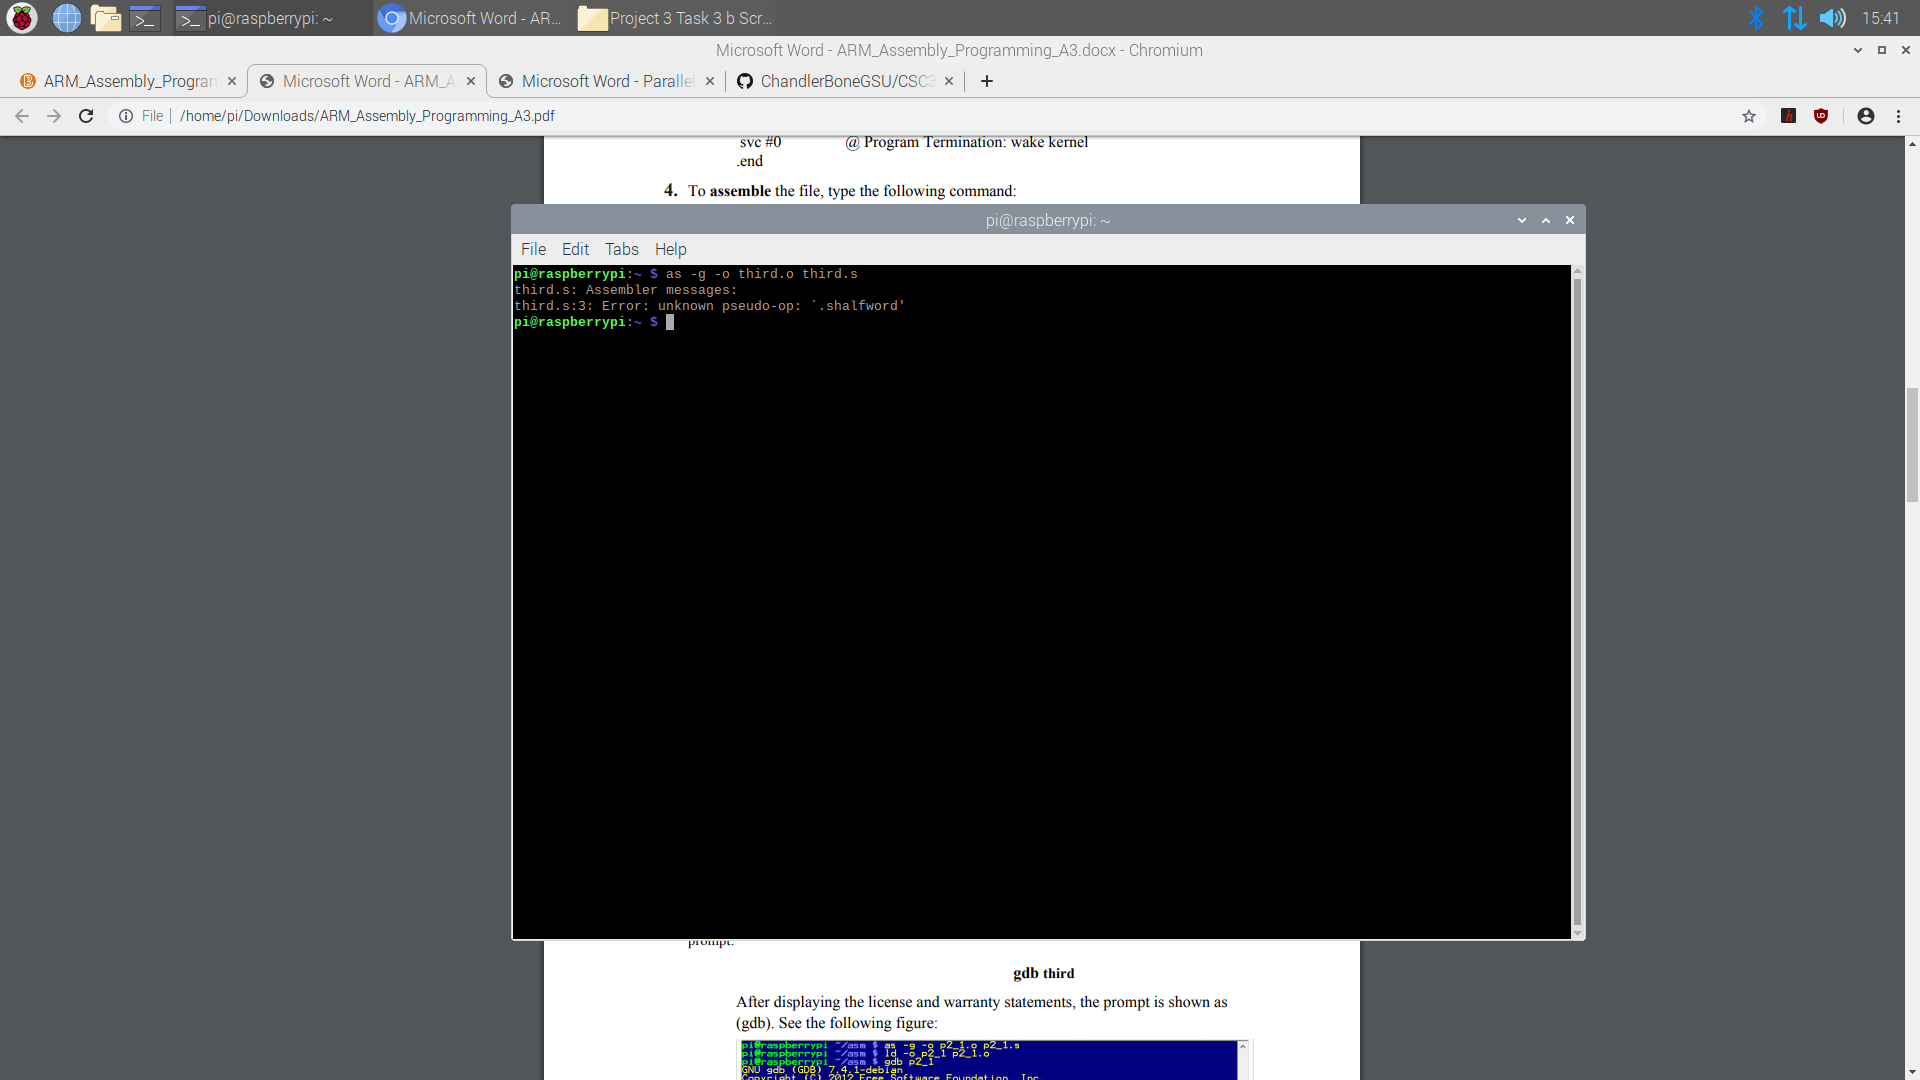 pi@raspberrypi: ~
Microsoft Word - AR...
Project 3 Task 3 b Scr...
15:41
Microsoft Word - ARM_Assembly_Programming_A3.docx - Chromium
ARM_Assembly_Program
Microsoft Word - ARM_A
Microsoft Word - Parallel
ChandlerBoneGSU/CSC3
File
/home/pi/Downloads/ARM_Assembly_Programming_A3.pdf
svc #0 @ Program Termination: wake kernel
.end
4. To assemble the file, type the following command:
pi@raspberrypi: ~
File Edit Tabs Help
pi@raspberrypi:~ $ as -g -o third.o third.s
third.s: Assembler messages:
third.s:3: Error: unknown pseudo-op: `.shalfword'
pi@raspberrypi:~ $
prompt.
gdb third
After displaying the license and warranty statements, the prompt is shown as
(gdb). See the following figure:
pi@raspberrypi ~/asm $ as -g -o p2_1.o p2_1.s
pi@raspberrypi ~/asm $ ld -o p2_1 p2_1.o
pi@raspberrypi ~/asm $ gdb p2_1
GNU gdb (GDB) 7.4.1-debian
Copyright (C) 2012 Free Software Foundation, Inc.